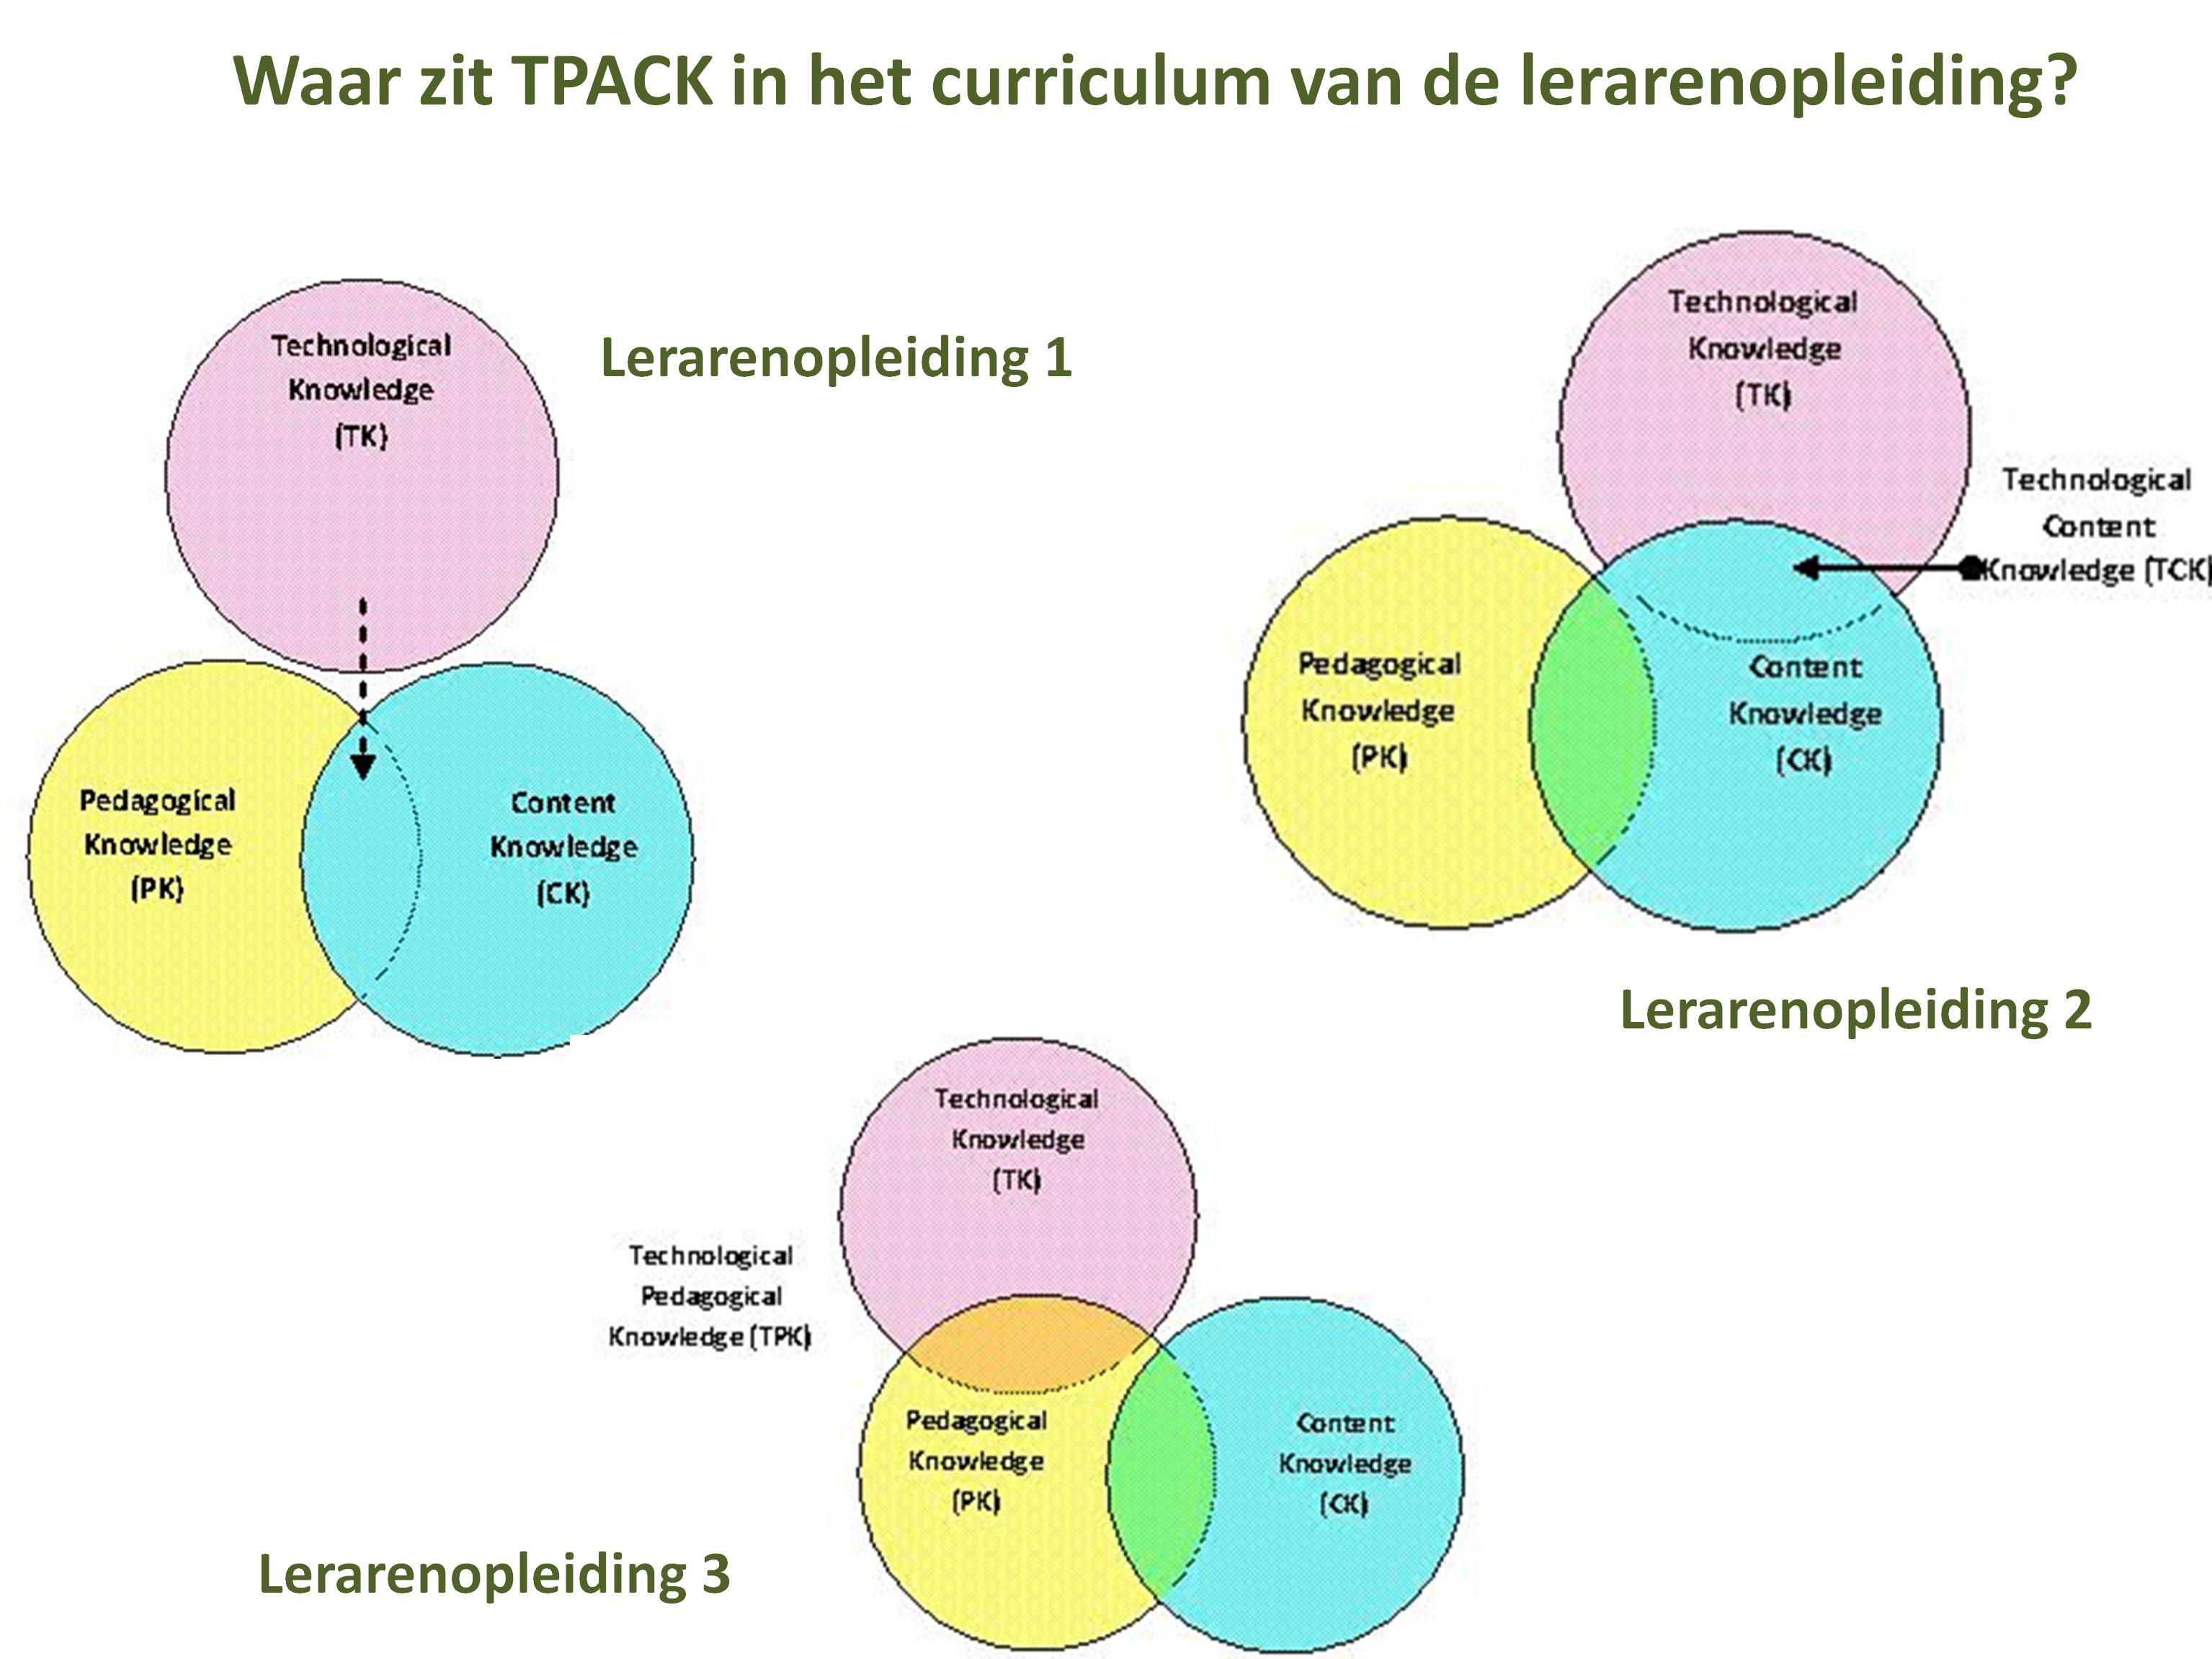 Waar zit TPACK in het curriculum van de lerarenopleiding?
Technological
Knowledge
(TK)
Lerarenopleiding 1
Pedagogical
Knowledge
(PK)
Content
Knowledge
(CK)
Technological
Knowledge
(TK)
Technological
Content
Knowledge (TCK)
Pedagogical
Knowledge
(PK)
Content
Knowledge
(CK)
Lerarenopleiding 2
Technological
Knowledge
(TK)
Technological
Pedagogical
Knowledge (TPK)
Pedagogical
Knowledge
(PK)
Content
Knowledge
(CK)
Lerarenopleiding 3